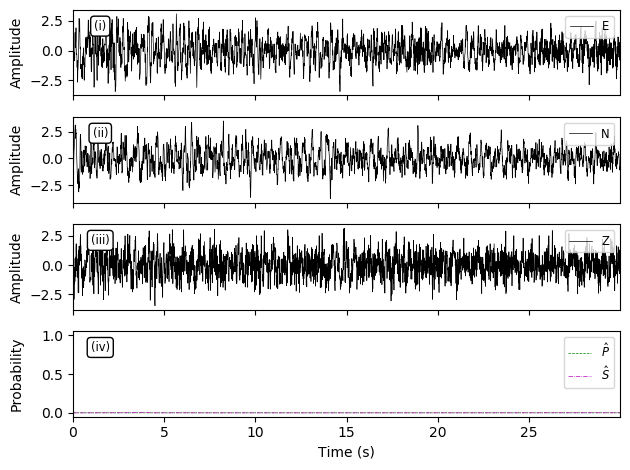 Amplitude
2.5
0.0
−2.5
(i)
E
Amplitude
2.5
0.0
−2.5
(ii)
N
Amplitude
2.5
0.0
−2.5
(iii)
Z
Probability
1.0
0.5
0.0
(iv)
P̂
Ŝ
0 5 10 15 20 25
Time (s)